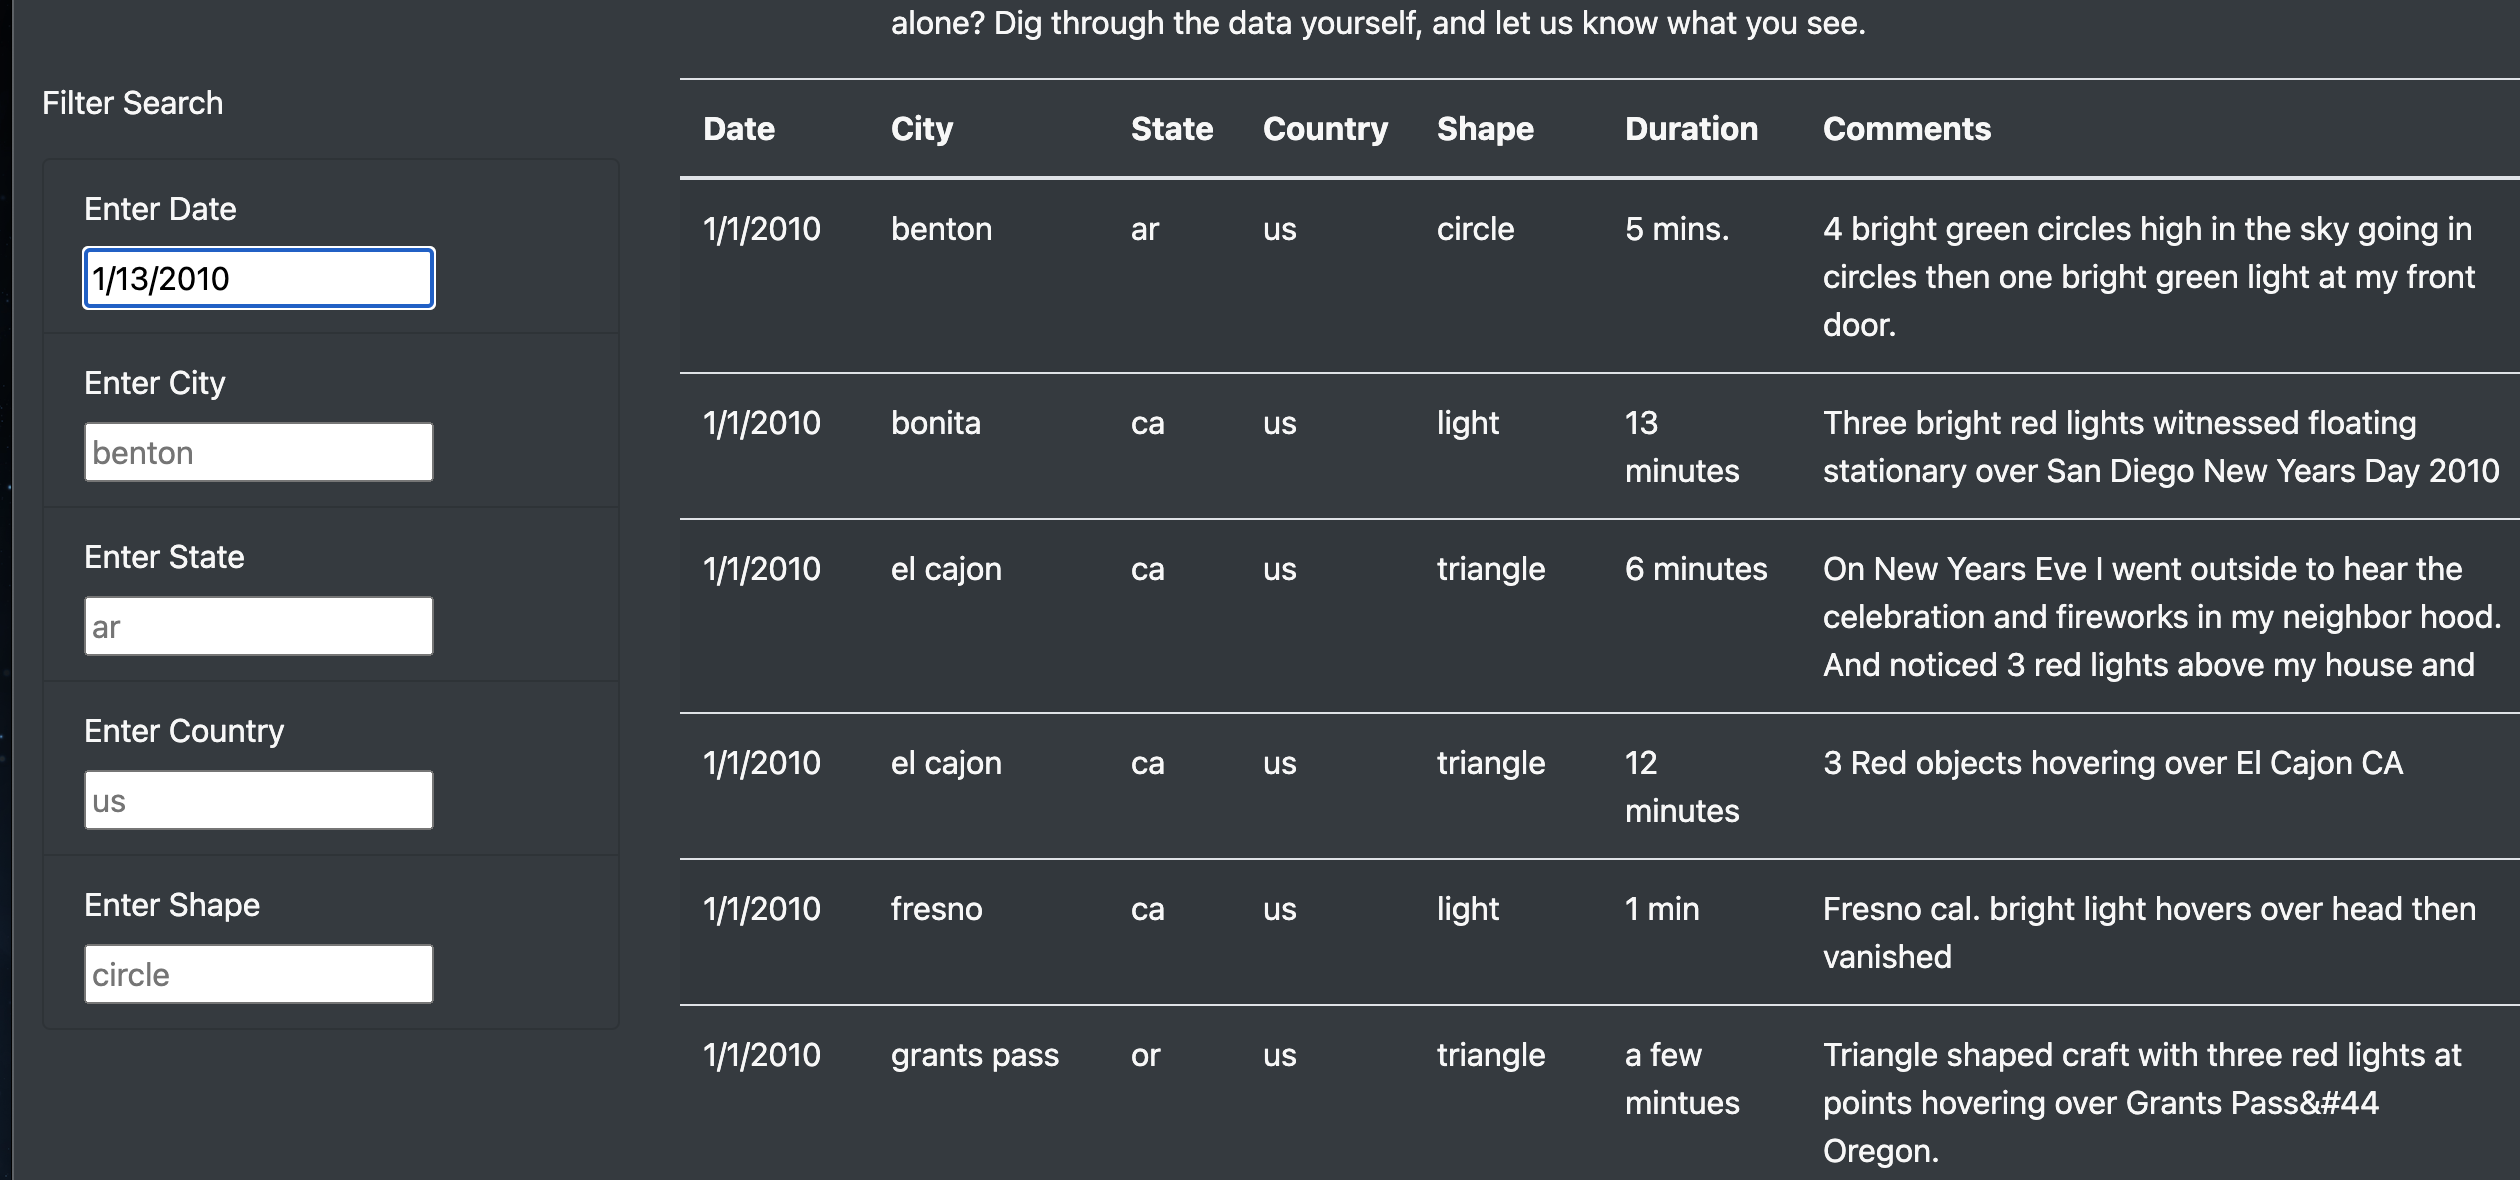 alone? Dig through the data yourself, and let us know what you see.
Filter Search
Enter Date
1/13/2010
Enter City
benton
Enter State
ar
Enter Country
us
Enter Shape
circle
Date City State Country Shape Duration Comments
1/1/2010 benton ar us circle 5 mins. 4 bright green circles high in the sky going in
circles then one bright green light at my front
door.
1/1/2010 bonita ca us light 13 Three bright red lights witnessed floating
minutes stationary over San Diego New Years Day 2010
1/1/2010 el cajon ca us triangle 6 minutes On New Years Eve I went outside to hear the
celebration and fireworks in my neighbor hood.
And noticed 3 red lights above my house and
1/1/2010 el cajon ca us triangle 12 3 Red objects hovering over El Cajon CA
minutes
1/1/2010 fresno ca us light 1 min Fresno cal. bright light hovers over head then
vanished
1/1/2010 grants pass or us triangle a few Triangle shaped craft with three red lights at
mintues points hovering over Grants Pass&#44
Oregon.